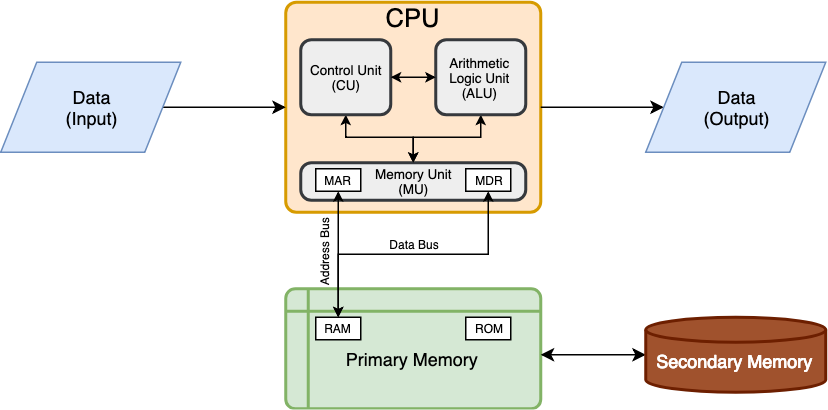 CPU
Control Unit
(CU)
Arithmetic
Logic Unit
(ALU)
Data
(Input)
Data
(Output)
Memory Unit
(MU)
MAR
MDR
Address Bus
Data Bus
RAM
ROM
Primary Memory
Secondary Memory